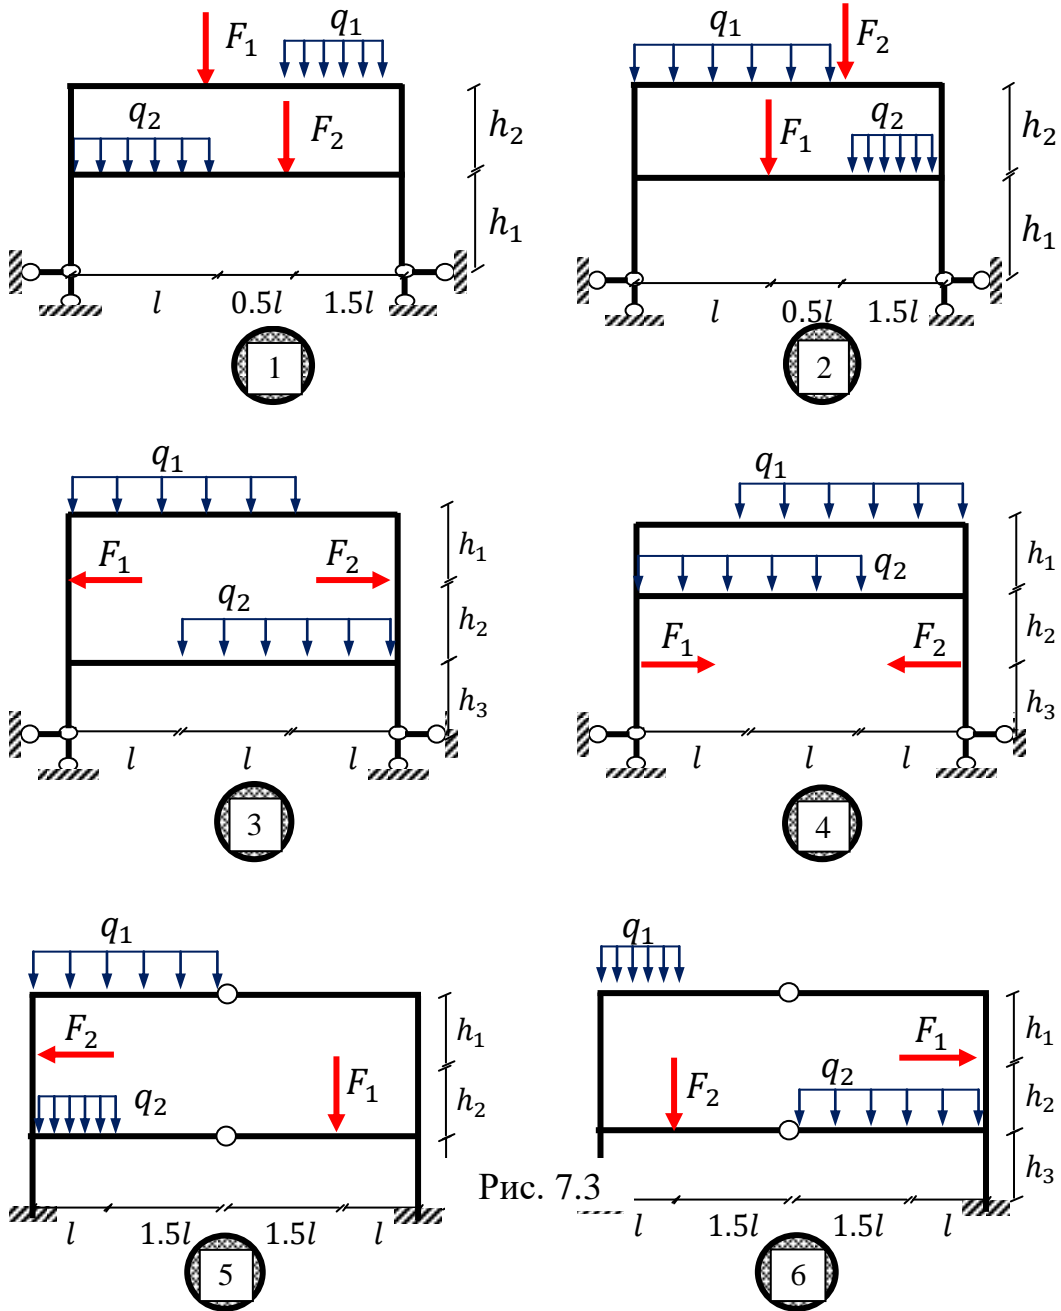 F₁ q₁
q₂ F₂ h₂
h₁
l 0.5l 1.5l
1
q₁ F₂
F₁ q₂ h₂
h₁
l 0.5l 1.5l
2
q₁
F₁ F₂ h₁
q₂ h₂
h₃
l l l
3
q₁
q₂ h₁
F₁ F₂ h₂
h₃
l l l
4
q₁
F₂ h₁
q₂ F₁ h₂
l 1.5l 1.5l l
5
q₁
F₁ h₁
F₂ q₂ h₂
h₃
Рис. 7.3
l 1.5l 1.5l l
6